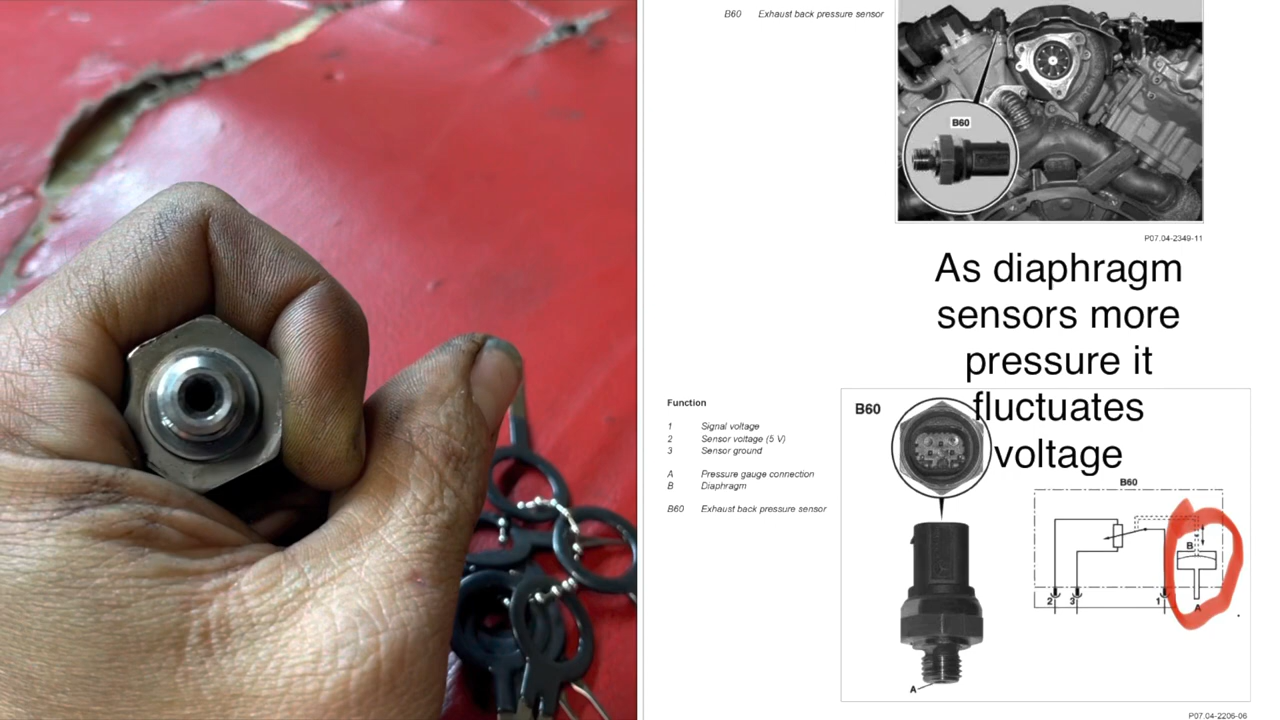 B60 Exhaust back pressure sensor
B60
P07.04-2349-11
As diaphragm
sensors more
pressure it
fluctuates
voltage
Function
1 Signal voltage
2 Sensor voltage (5 V)
3 Sensor ground
A Pressure gauge connection
B Diaphragm
B60 Exhaust back pressure sensor
B60
B60
B
2 3 1
A
A
P07.04-2206-06